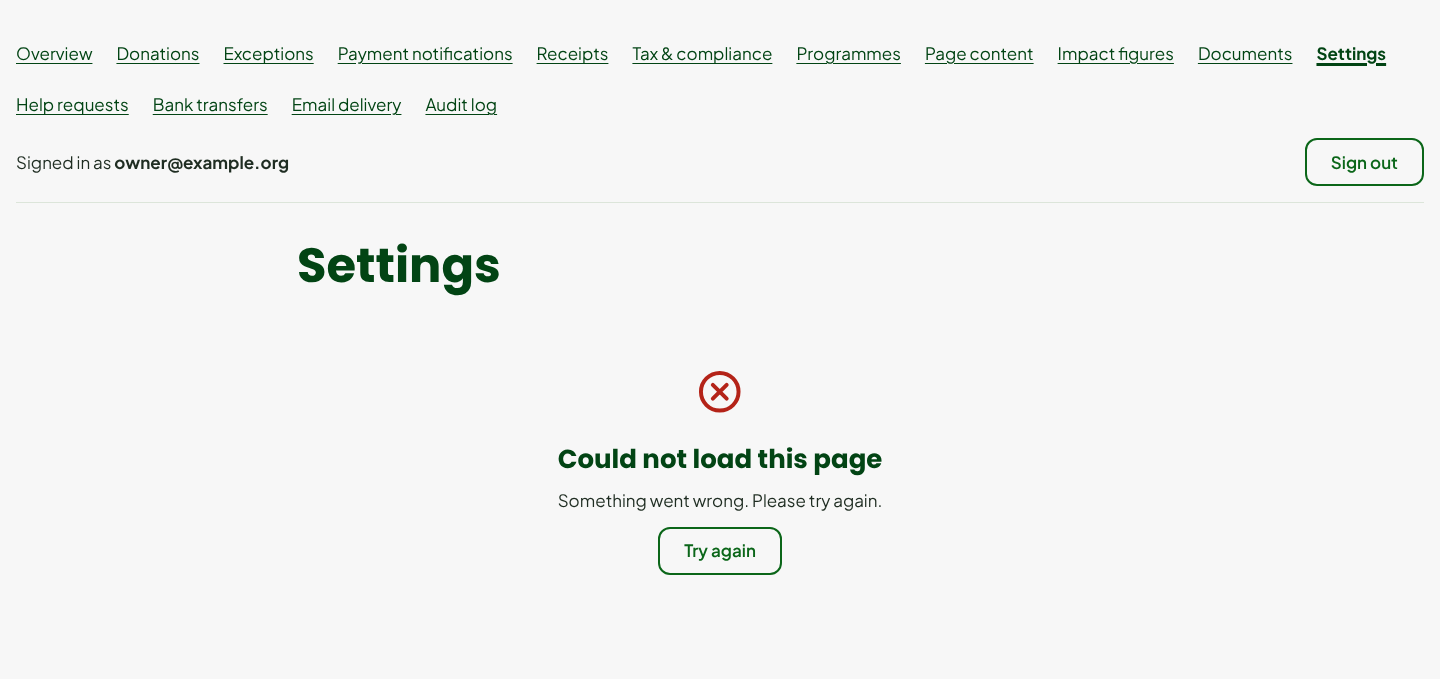 Overview Donations Exceptions Payment notifications Receipts Tax & compliance Programmes Page content Impact figures Documents Settings
Help requests Bank transfers Email delivery Audit log
Signed in as owner@example.org Sign out
Settings
Could not load this page
Something went wrong. Please try again.
Try again